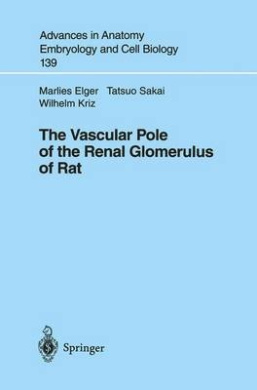 Advances in Anatomy
Embryology and Cell Biology
139
Marlies Elger Tatsuo Sakai
Wilhelm Kriz
The Vascular Pole
of the Renal Glomerulus
of Rat
Springer